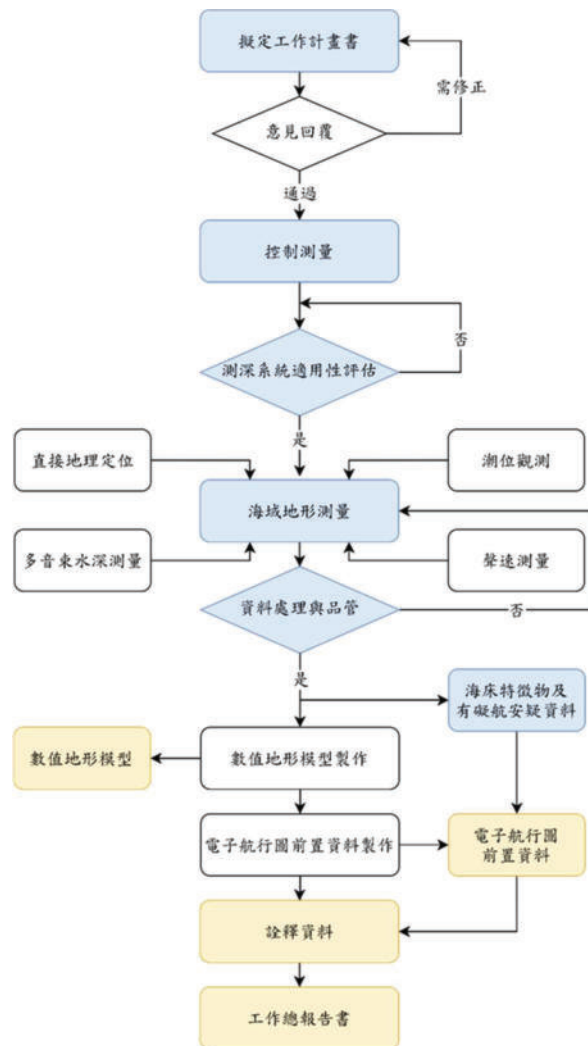 擬定工作計畫書
需修正
意見回覆
通過
控制測量
否
測深系統適用性評估
是
直接地理定位
潮位觀測
海域地形測量
多音束水深測量
聲速測量
資料處理與品管
否
是
海床特徵物及
有礙航安疑資料
數值地形模型
數值地形模型製作
電子航行圖前置資料製作
電子航行圖
前置資料
詮釋資料
工作總報告書